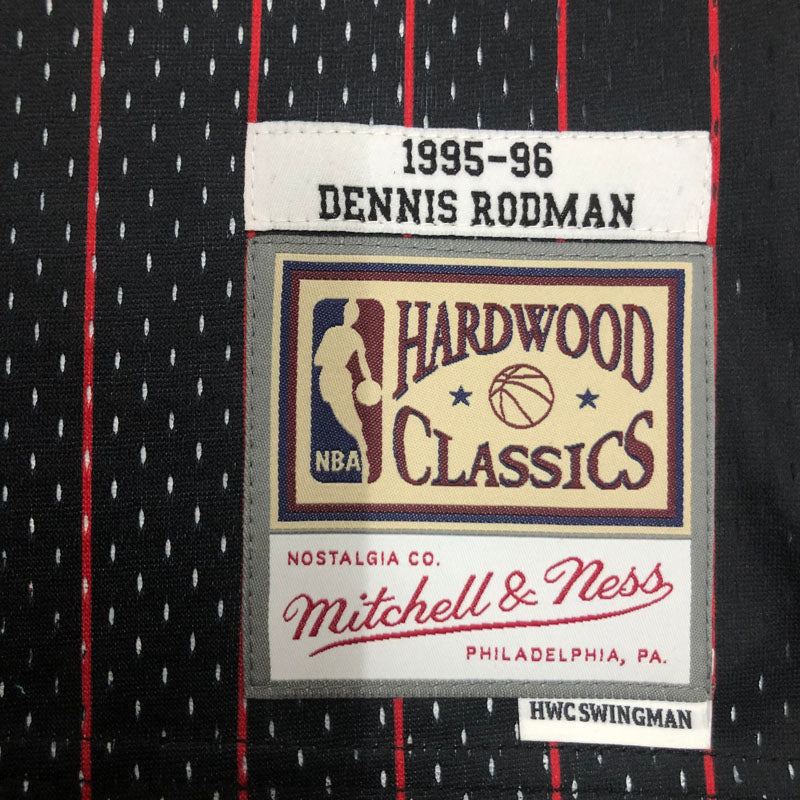 1995-96
DENNIS RODMAN
HARDWOOD
CLASSICS
NBA
NOSTALGIA CO.
Mitchell & Ness
PHILADELPHIA, PA.
HWC SWINGMAN